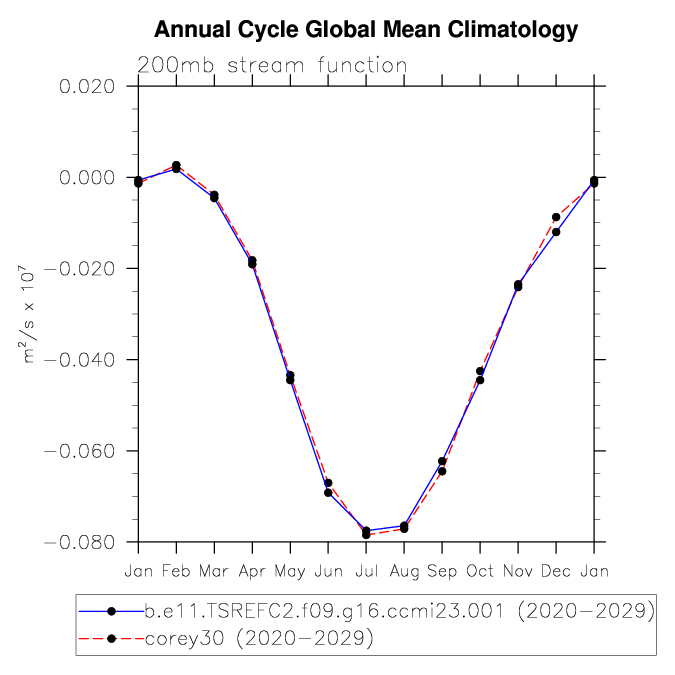 Annual Cycle Global Mean Climatology
200mb stream function
0.020
0.000
−0.020
−0.040
−0.060
−0.080
m²/s x 10⁷
Jan Feb Mar Apr May Jun Jul Aug Sep Oct Nov Dec Jan
b.e11.TSREFC2.f09.g16.ccmi23.001 (2020−2029)
corey30 (2020−2029)